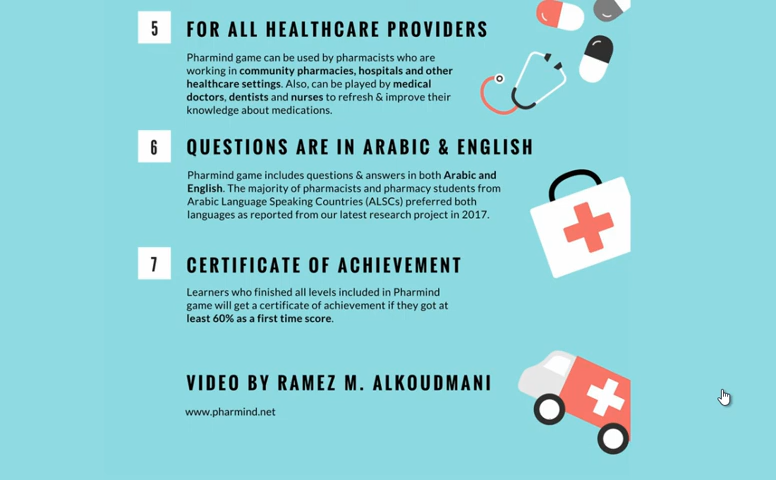 5
FOR ALL HEALTHCARE PROVIDERS
Pharmind game can be used by pharmacists who are
working in community pharmacies, hospitals and other
healthcare settings. Also, can be played by medical
doctors, dentists and nurses to refresh & improve their
knowledge about medications.
6
QUESTIONS ARE IN ARABIC & ENGLISH
Pharmind game includes questions & answers in both Arabic and
English. The majority of pharmacists and pharmacy students from
Arabic Language Speaking Countries (ALSCs) preferred both
languages as reported from our latest research project in 2017.
7
CERTIFICATE OF ACHIEVEMENT
Learners who finished all levels included in Pharmind
game will get a certificate of achievement if they got at
least 60% as a first time score.
VIDEO BY RAMEZ M. ALKOUDMANI
www.pharmind.net